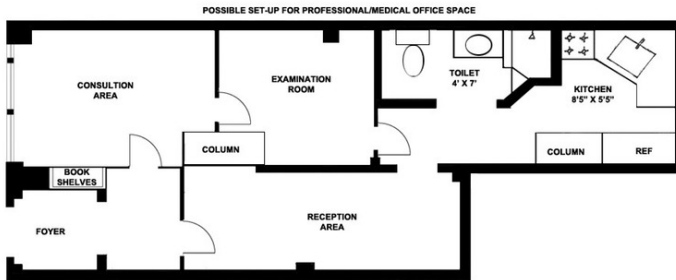 POSSIBLE SET-UP FOR PROFESSIONAL/MEDICAL OFFICE SPACE
CONSULTION
AREA
EXAMINATION
ROOM
TOILET
4' X 7'
KITCHEN
8'5" X 5'5"
COLUMN
COLUMN
REF
BOOK
SHELVES
FOYER
RECEPTION
AREA